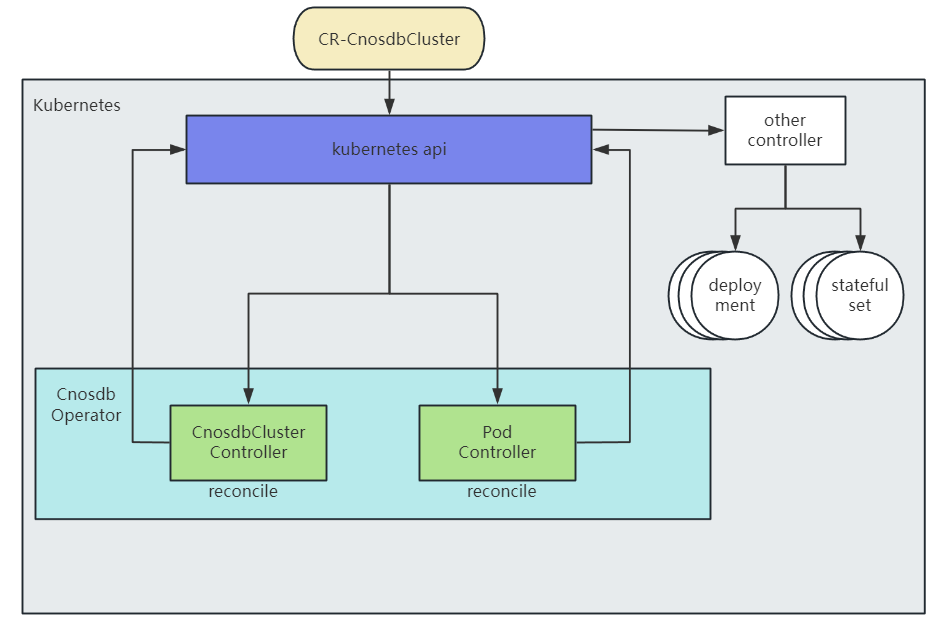 CR-CnosdbCluster
Kubernetes
kubernetes api
other
controller
deploy
ment
stateful
set
Cnosdb
Operator
CnosdbCluster
Controller
reconcile
Pod
Controller
reconcile